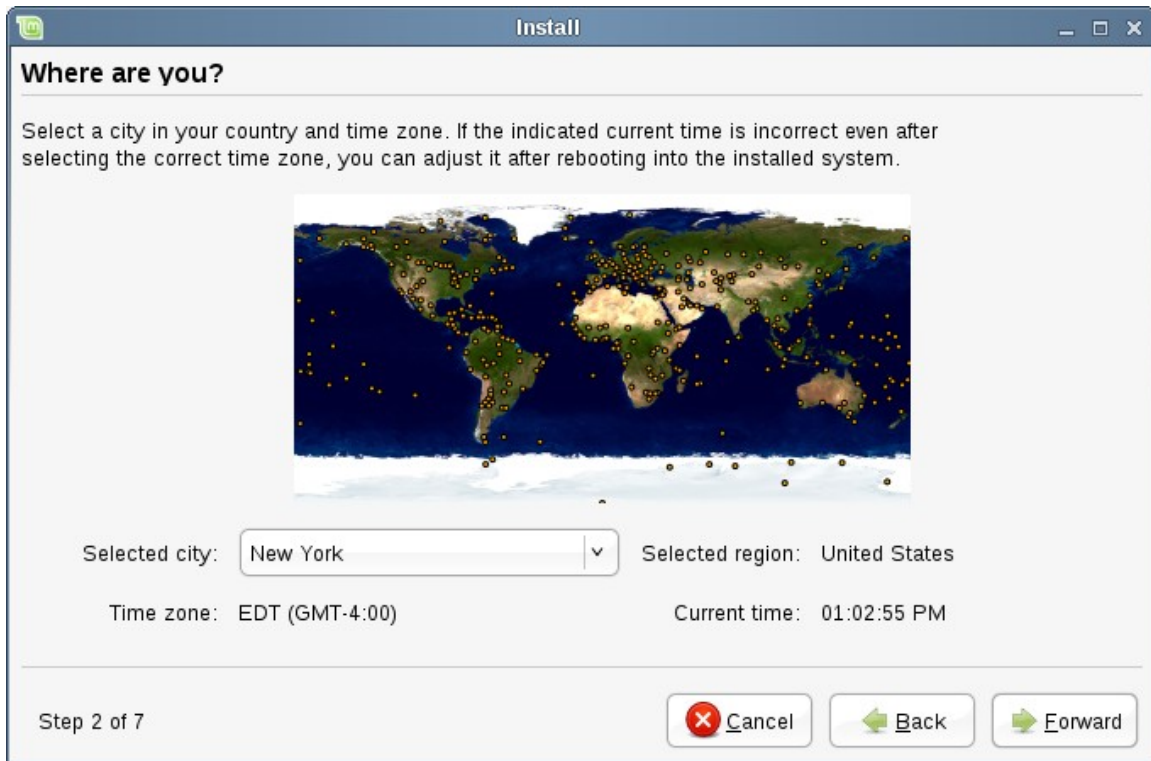 Install
Where are you?
Select a city in your country and time zone. If the indicated current time is incorrect even after
selecting the correct time zone, you can adjust it after rebooting into the installed system.
Selected city: New York Selected region: United States
Time zone: EDT (GMT-4:00) Current time: 01:02:55 PM
Step 2 of 7 Cancel Back Forward